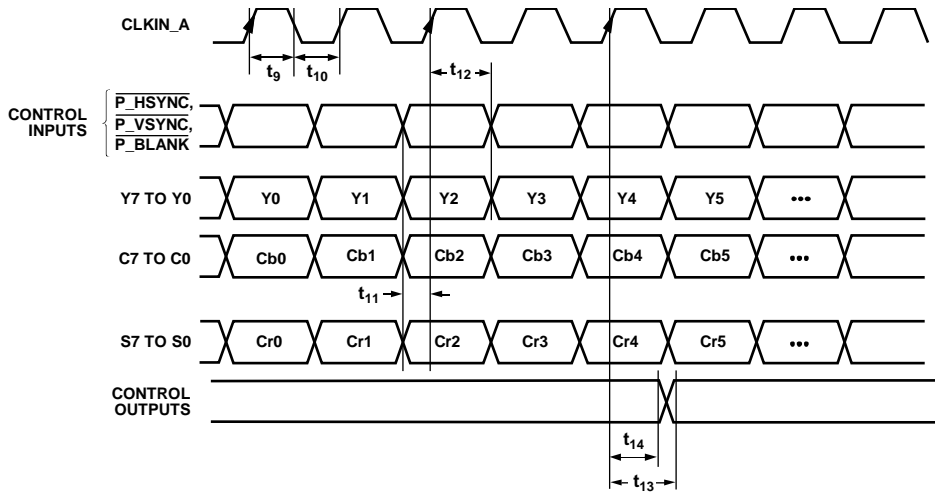 CLKIN_A
t9
t10
t12
CONTROL
INPUTS
P_HSYNC,
P_VSYNC,
P_BLANK
Y7 TO Y0
Y0
Y1
Y2
Y3
Y4
Y5
•••
C7 TO C0
Cb0
Cb1
Cb2
Cb3
Cb4
Cb5
•••
t11
S7 TO S0
Cr0
Cr1
Cr2
Cr3
Cr4
Cr5
•••
CONTROL
OUTPUTS
t14
t13